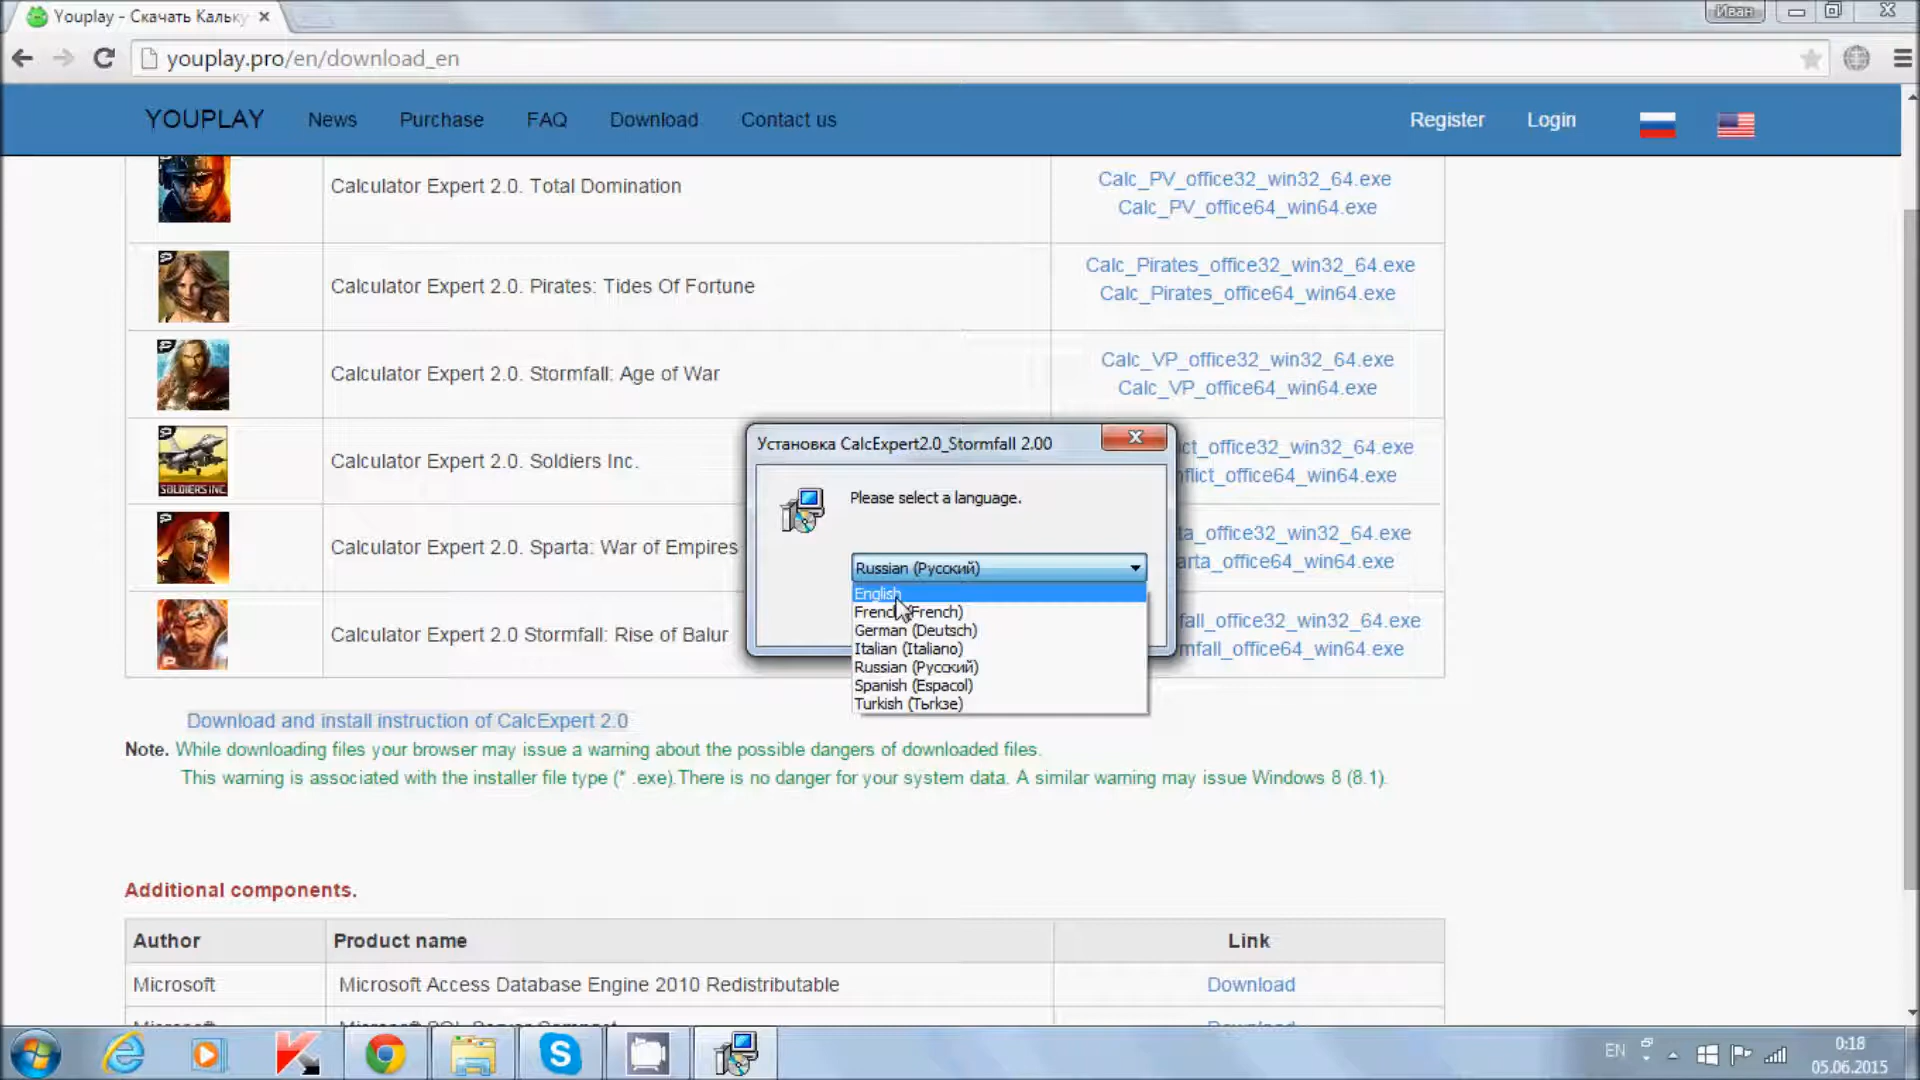 Youplay - Скачать Кальку
Иван
youplay.pro/en/download_en
YOUPLAY News Purchase FAQ Download Contact us Register Login
Calculator Expert 2.0. Total Domination
Calc_PV_office32_win32_64.exe
Calc_PV_office64_win64.exe
Calculator Expert 2.0. Pirates: Tides Of Fortune
Calc_Pirates_office32_win32_64.exe
Calc_Pirates_office64_win64.exe
Calculator Expert 2.0. Stormfall: Age of War
Calc_VP_office32_win32_64.exe
Calc_VP_office64_win64.exe
SOLDIERS INC.
Calculator Expert 2.0. Soldiers Inc.
ct_office32_win32_64.exe
nflict_office64_win64.exe
Calculator Expert 2.0. Sparta: War of Empires
ta_office32_win32_64.exe
arta_office64_win64.exe
Calculator Expert 2.0 Stormfall: Rise of Balur
fall_office32_win32_64.exe
mfall_office64_win64.exe
Установка CalcExpert2.0_Stormfall 2.00
Please select a language.
Russian (Русский)
English
French (French)
German (Deutsch)
Italian (Italiano)
Russian (Русский)
Spanish (Espacol)
Turkish (Тьrkзe)
Download and install instruction of CalcExpert 2.0
Note. While downloading files your browser may issue a warning about the possible dangers of downloaded files.
This warning is associated with the installer file type (* .exe).There is no danger for your system data. A similar warning may issue Windows 8 (8.1).
Additional components.
Author Product name Link
Microsoft Microsoft Access Database Engine 2010 Redistributable Download
EN
0:18
05.06.2015